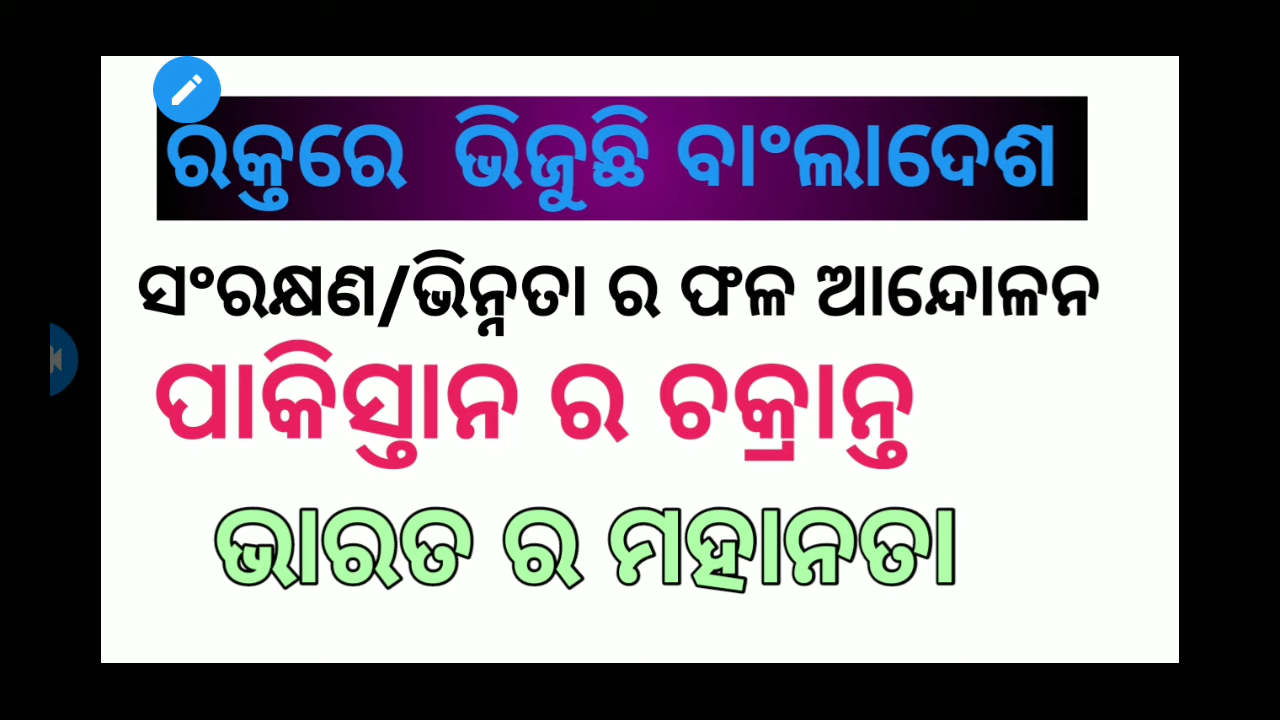 ରକ୍ତରେ ଭିଜୁଛି ବାଂଲାଦେଶ
ସଂରକ୍ଷଣ/ଭିନ୍ନତା ର ଫଳ ଆନ୍ଦୋଳନ
ପାକିସ୍ତାନ ର ଚକ୍ରାନ୍ତ
ଭାରତ ର ମହାନତା